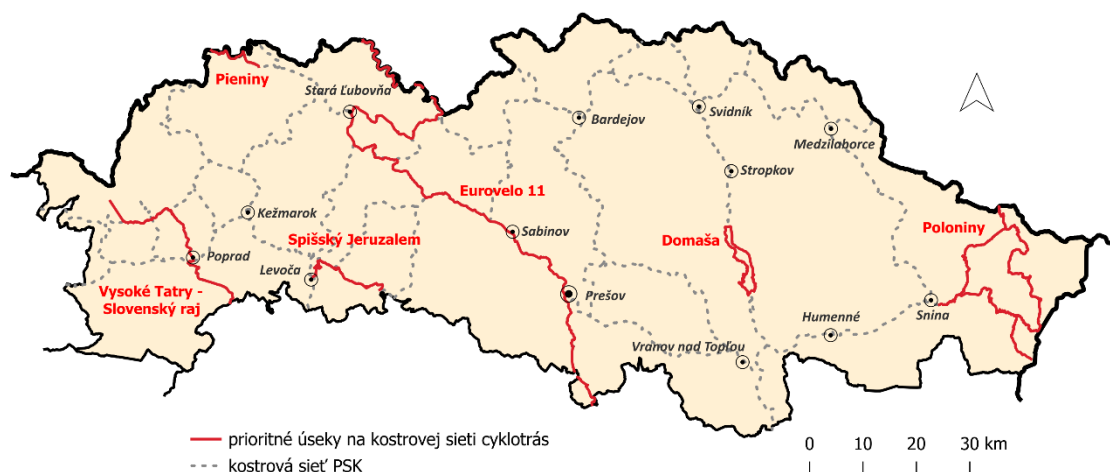 Pieniny
Stará Ľubovňa
Bardejov
Svidník
Medzilaborce
Stropkov
Eurovelo 11
Kežmarok
Sabinov
Spišský Jeruzalem
Domaša
Poloniny
Poprad
Levoča
Vysoké Tatry -
Slovenský raj
Prešov
Snina
Humenné
Vranov nad Topľou
prioritné úseky na kostrovej sieti cyklotrás
kostrová sieť PSK
0 10 20 30 km